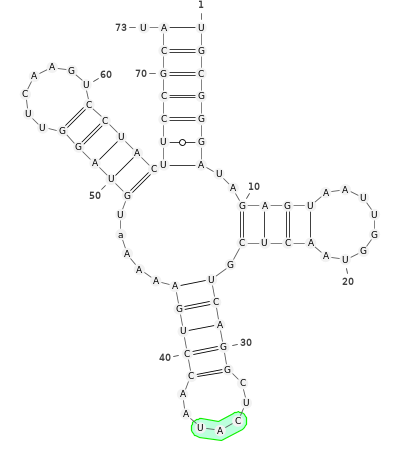 1
73 – U A U
C G
A A G 60
70 – C C
C U
C C G
U C C G
G U U G
G A U C U A
A U U A U A
50 10
G U G A G U A A U U
U G
a C U C A A U G
A G 20
A A A U
G C
U A
40 – C G – 30
C G
A C
A U
U A C